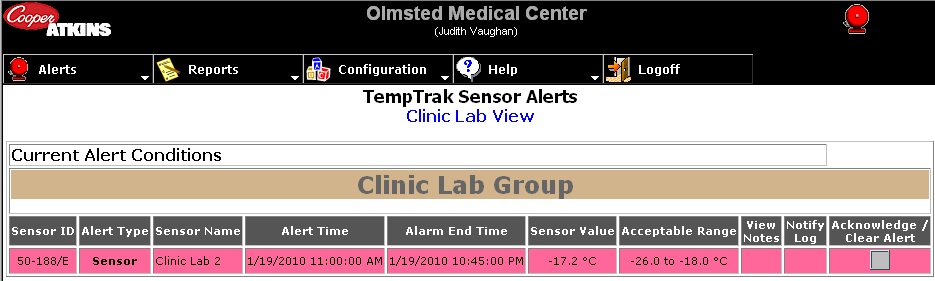 Cooper
ATKINS
Olmsted Medical Center
(Judith Vaughan)
Alerts Reports Configuration Help Logoff
TempTrak Sensor Alerts
Clinic Lab View
Current Alert Conditions
Clinic Lab Group
Sensor ID Alert Type Sensor Name Alert Time Alarm End Time Sensor Value Acceptable Range View Notes Notify Log Acknowledge / Clear Alert
50-188/E Sensor Clinic Lab 2 1/19/2010 11:00:00 AM 1/19/2010 10:45:00 PM -17.2 °C -26.0 to -18.0 °C